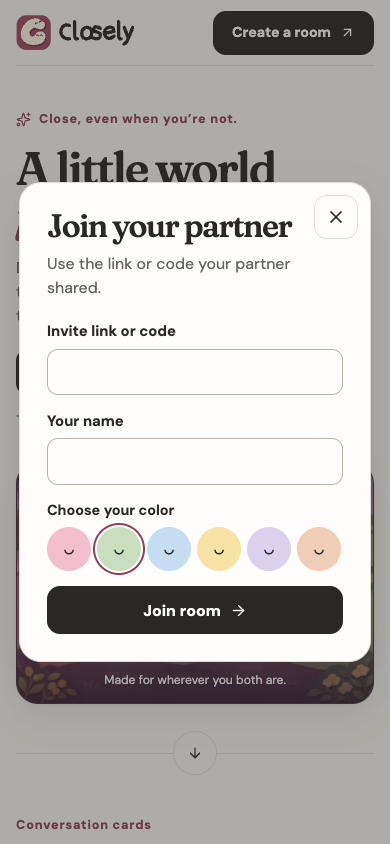 Closely
Create a room
Close, even when you’re not.
A little world
Join your partner
Use the link or code your partner
shared.
Invite link or code
Your name
Choose your color
Join room
Made for wherever you both are.
Conversation cards